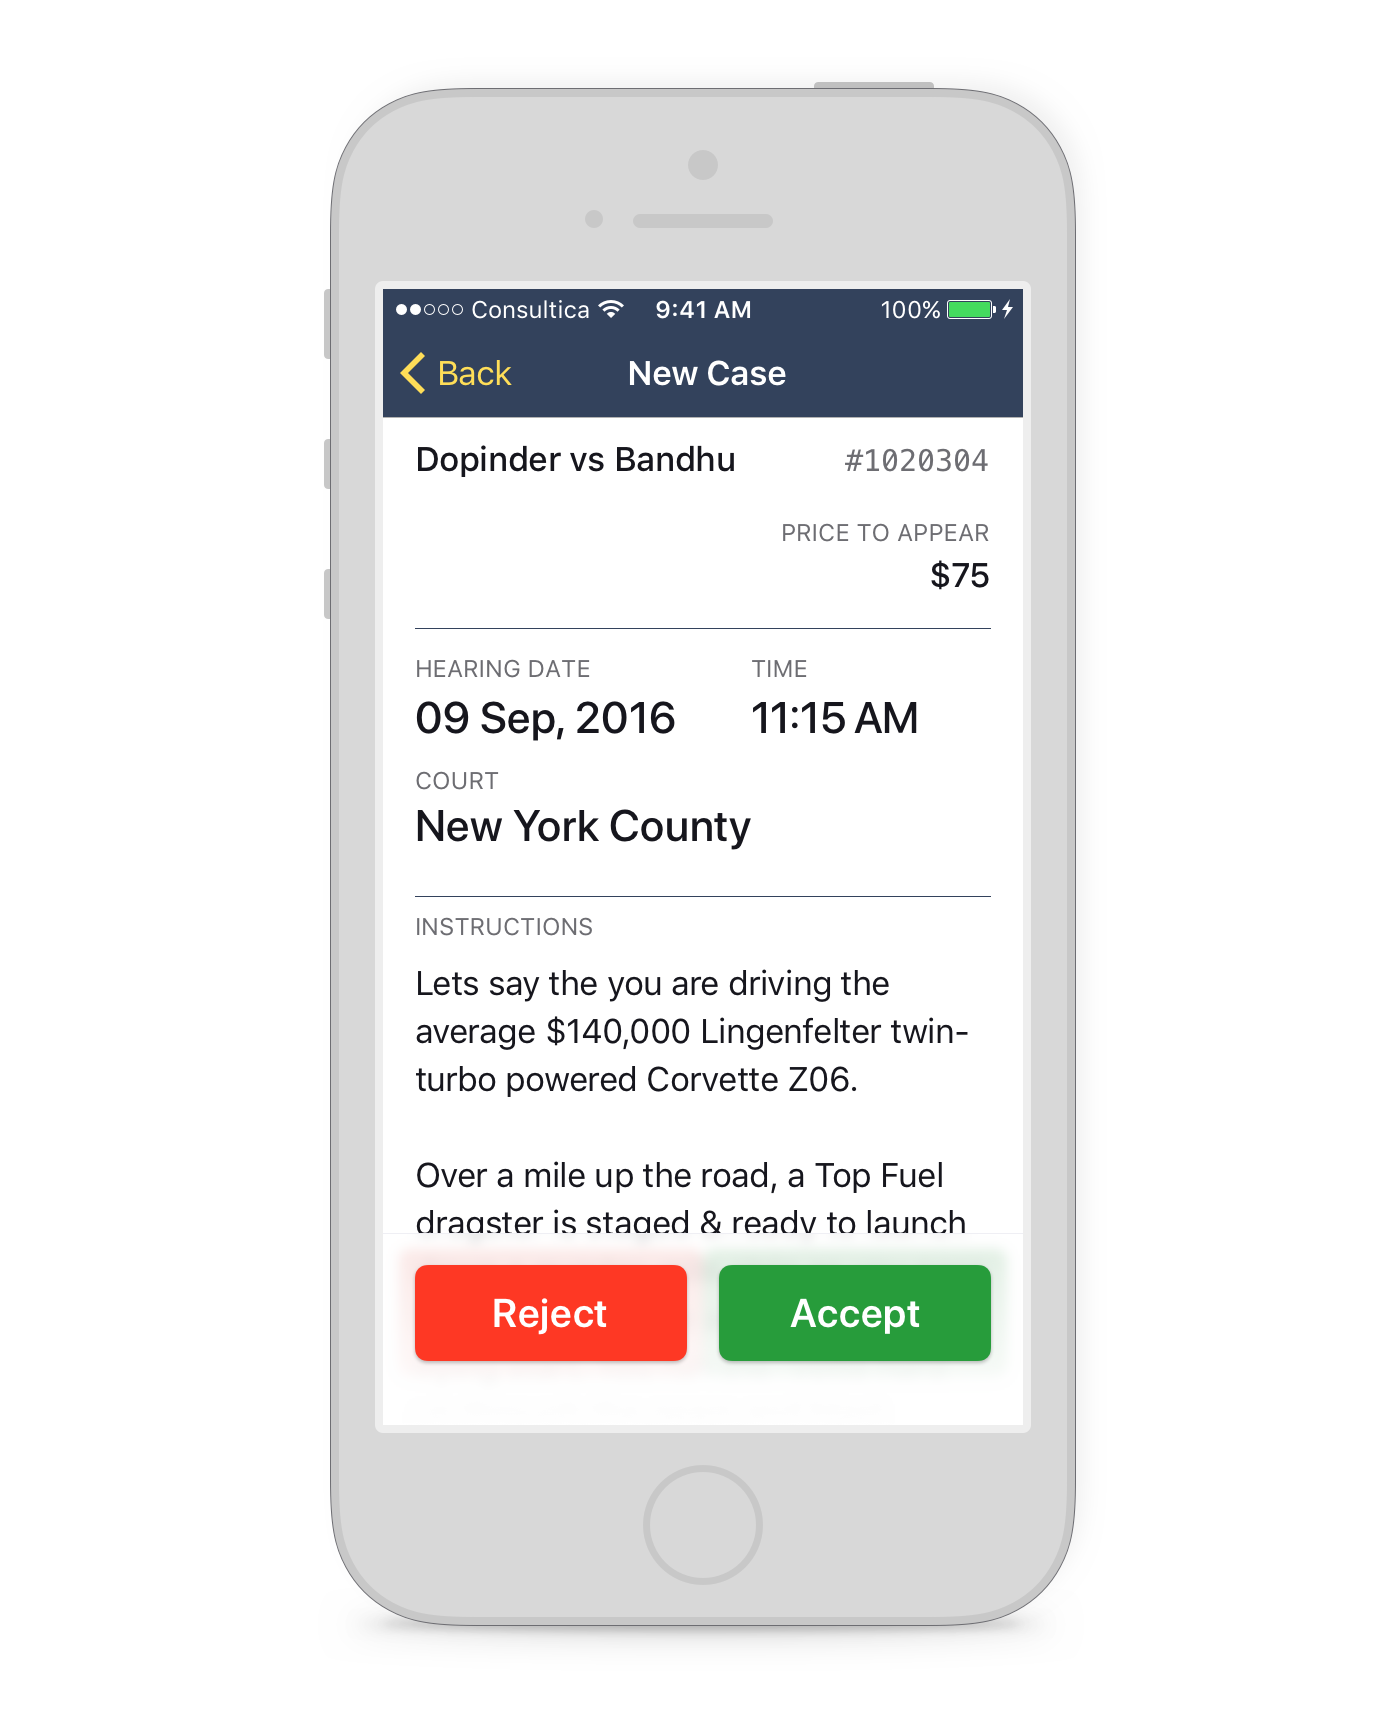 Consultica 9:41 AM 100%
Back New Case
Dopinder vs Bandhu #1020304
PRICE TO APPEAR
$75
HEARING DATE TIME
09 Sep, 2016 11:15 AM
COURT
New York County
INSTRUCTIONS
Lets say the you are driving the
average $140,000 Lingenfelter twin-
turbo powered Corvette Z06.
Over a mile up the road, a Top Fuel
dragster is staged & ready to launch
Reject Accept